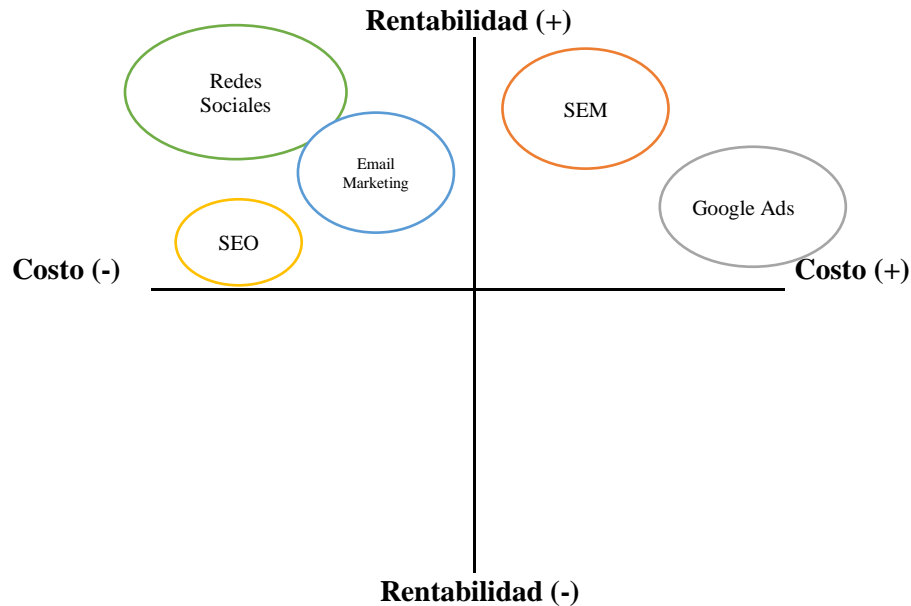 Rentabilidad (+)
Redes
Sociales
SEM
Email
Marketing
Google Ads
SEO
Costo (-)
Costo (+)
Rentabilidad (-)